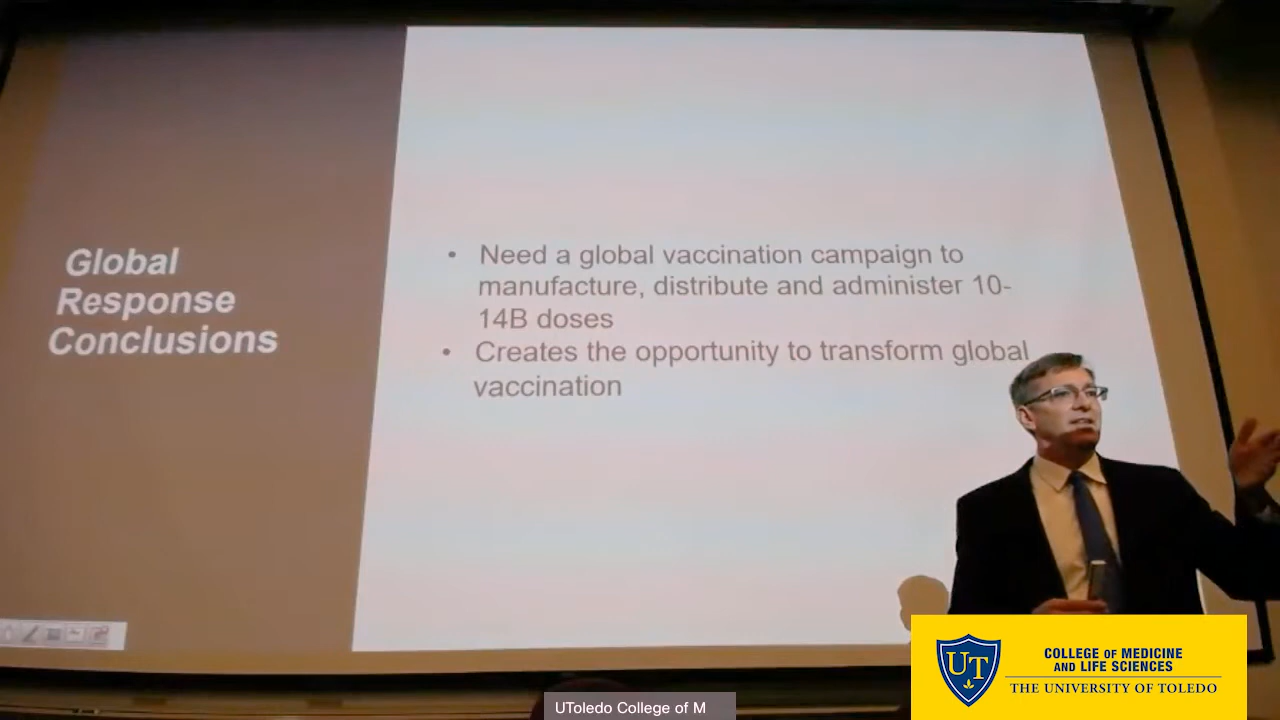 Global
Response
Conclusions
• Need a global vaccination campaign to
manufacture, distribute and administer 10-
14B doses
• Creates the opportunity to transform global
vaccination
UT
COLLEGE OF MEDICINE
AND LIFE SCIENCES
THE UNIVERSITY OF TOLEDO
UToledo College of M